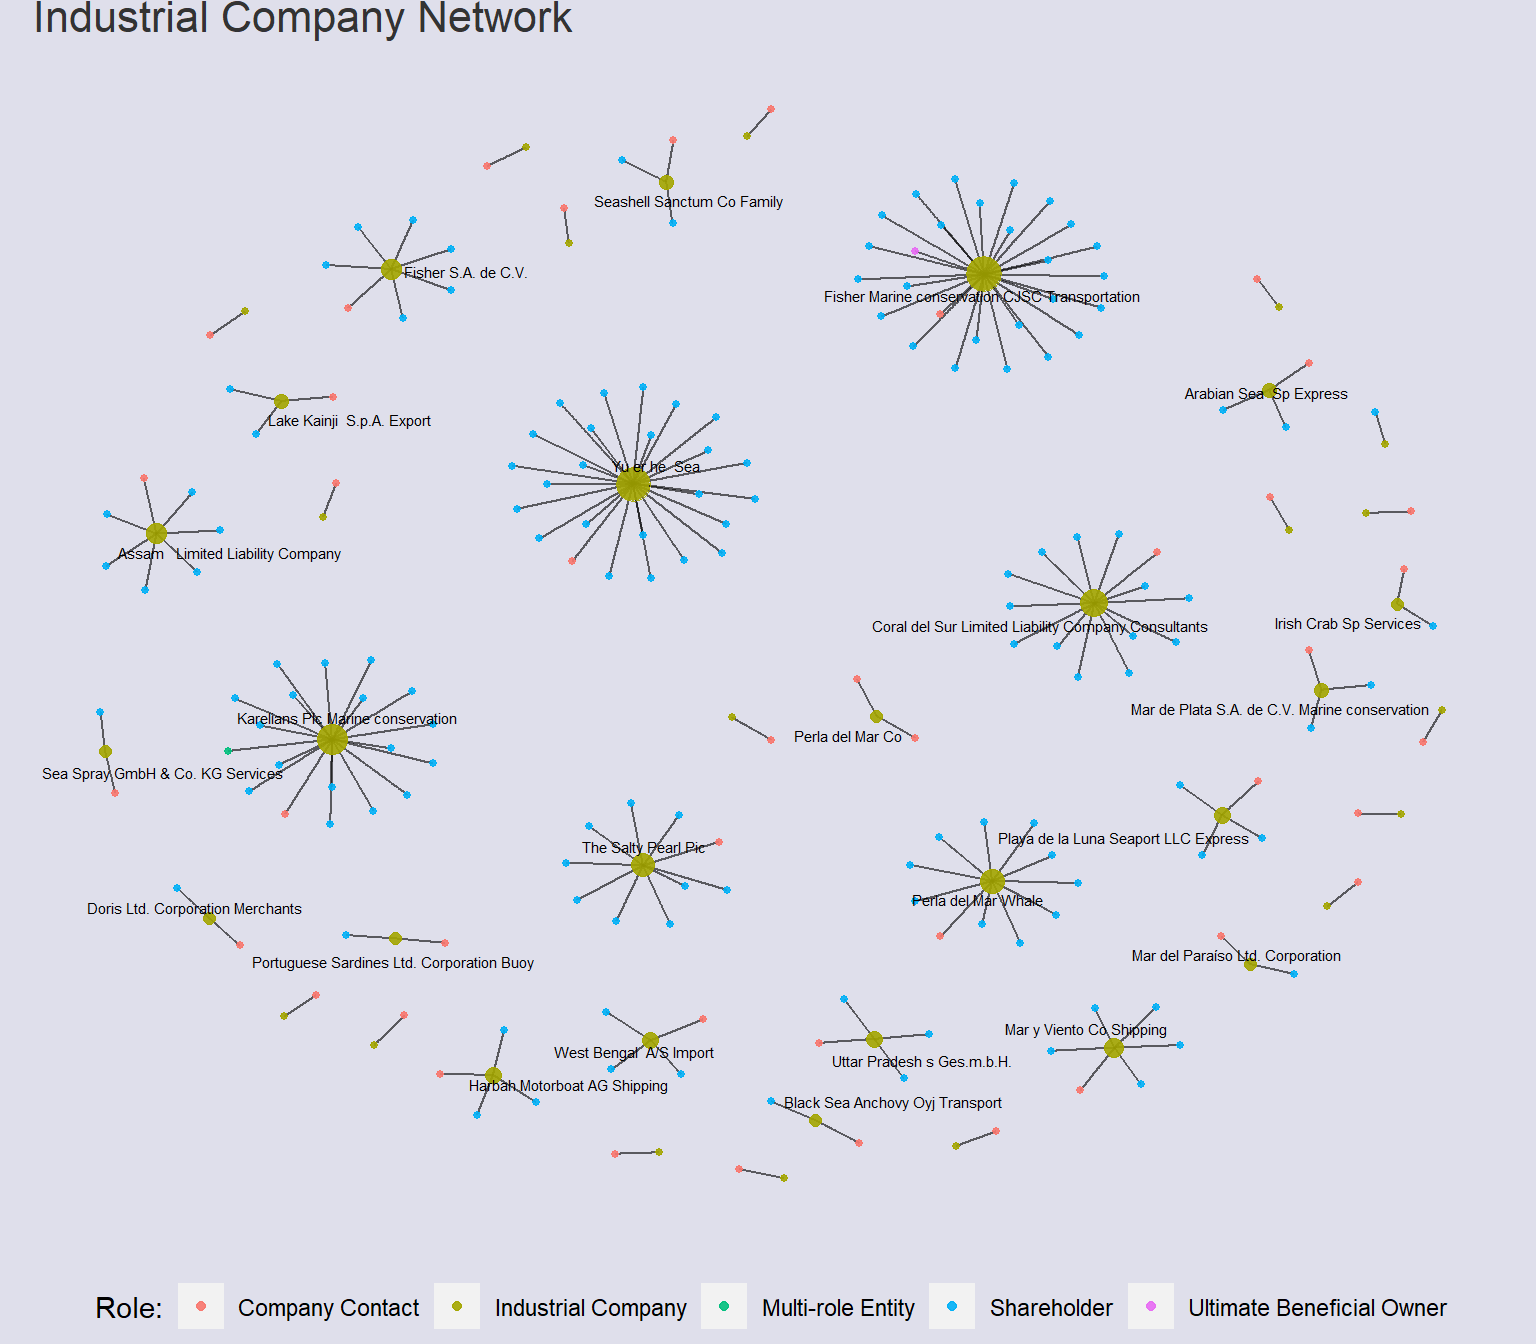 Industrial Company Network
Seashell Sanctum Co Family
Fisher S.A. de C.V.
Fisher Marine conservation CJSC Transportation
Arabian Sea  Sp Express
Lake Kainji  S.p.A. Export
Yu er he  Sea
Assam   Limited Liability Company
Irish Crab Sp Services
Coral del Sur Limited Liability Company Consultants
Mar de Plata S.A. de C.V. Marine conservation
Karelians Plc Marine conservation
Perla del Mar Co
Sea Spray GmbH & Co. KG Services
Playa de la Luna Seaport LLC Express
The Salty Pearl Plc
Perla del Mar Whale
Doris Ltd. Corporation Merchants
Mar del Paraíso Ltd. Corporation
Portuguese Sardines Ltd. Corporation Buoy
Mar y Viento Co Shipping
West Bengal  A/S Import
Uttar Pradesh s Ges.m.b.H.
Harbah Motorboat AG Shipping
Black Sea Anchovy Oyj Transport
Role: Company Contact Industrial Company Multi-role Entity Shareholder Ultimate Beneficial Owner